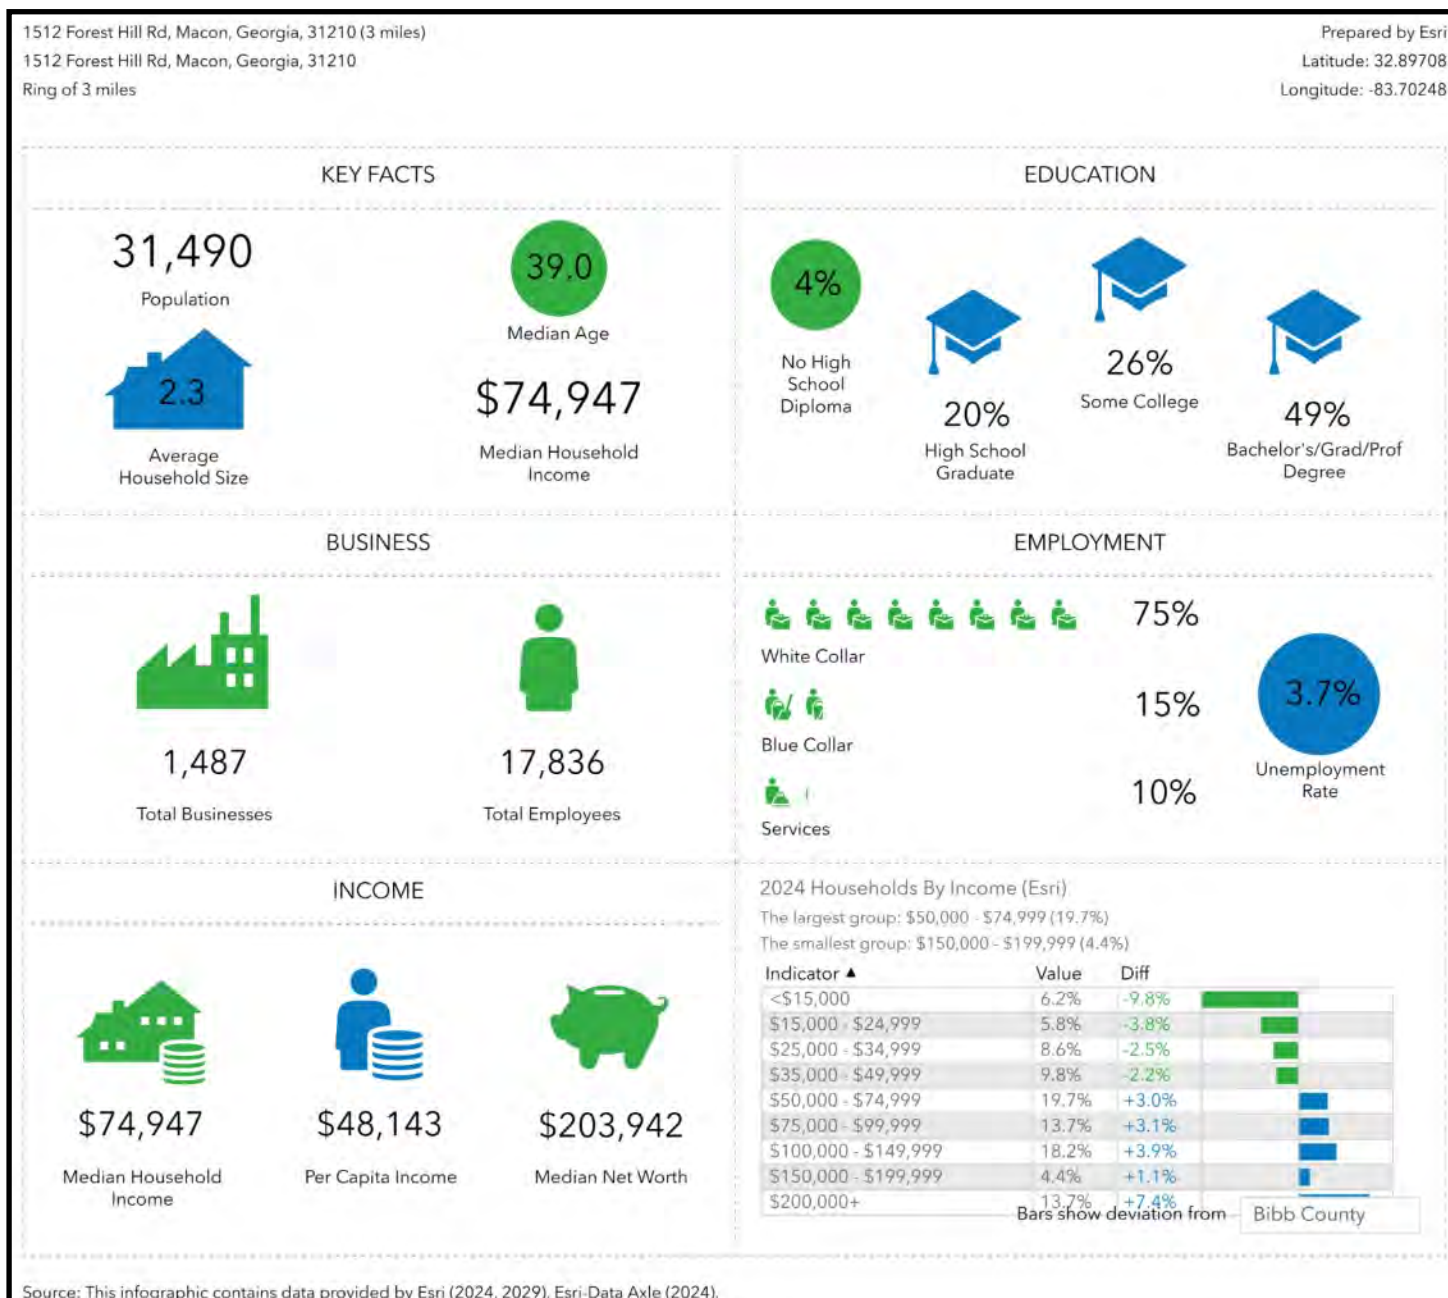 1512 Forest Hill Rd, Macon, Georgia, 31210 (3 miles)
1512 Forest Hill Rd, Macon, Georgia, 31210
Ring of 3 miles
Prepared by Esri
Latitude: 32.89708
Longitude: -83.70248
KEY FACTS
31,490
Population
39.0
Median Age
2.3
Average
Household Size
$74,947
Median Household
Income
EDUCATION
4%
No High
School
Diploma
20%
High School
Graduate
26%
Some College
49%
Bachelor's/Grad/Prof
Degree
BUSINESS
1,487
Total Businesses
17,836
Total Employees
EMPLOYMENT
75%
White Collar
15%
Blue Collar
10%
Services
3.7%
Unemployment
Rate
INCOME
$74,947
Median Household
Income
$48,143
Per Capita Income
$203,942
Median Net Worth
2024 Households By Income (Esri)
The largest group: $50,000 - $74,999 (19.7%)
The smallest group: $150,000 - $199,999 (4.4%)
Indicator ▲ Value Diff
<$15,000 6.2% -9.8%
$15,000 - $24,999 5.8% -3.8%
$25,000 - $34,999 8.6% -2.5%
$35,000 - $49,999 9.8% -2.2%
$50,000 - $74,999 19.7% +3.0%
$75,000 - $99,999 13.7% +3.1%
$100,000 - $149,999 18.2% +3.9%
$150,000 - $199,999 4.4% +1.1%
$200,000+ 13.7% +7.4%
Bars show deviation from Bibb County
Source: This infographic contains data provided by Esri (2024, 2029), Esri-Data Axle (2024).